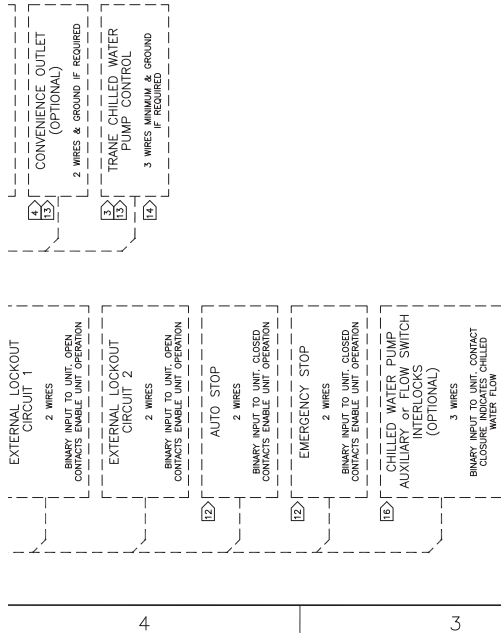 CONVENIENCE OUTLET
(OPTIONAL)
2 WIRES & GROUND IF REQUIRED
4
13
TRANE CHILLED WATER
PUMP CONTROL
3 WIRES MINIMUM & GROUND
IF REQUIRED
3
13
14
EXTERNAL LOCKOUT
CIRCUIT 1
2 WIRES
BINARY INPUT TO UNIT. OPEN
CONTACTS ENABLE UNIT OPERATION
EXTERNAL LOCKOUT
CIRCUIT 2
2 WIRES
BINARY INPUT TO UNIT. OPEN
CONTACTS ENABLE UNIT OPERATION
12
AUTO STOP
2 WIRES
BINARY INPUT TO UNIT. CLOSED
CONTACTS ENABLE UNIT OPERATION
12
EMERGENCY STOP
2 WIRES
BINARY INPUT TO UNIT. CLOSED
CONTACTS ENABLE UNIT OPERATION
16
CHILLED WATER PUMP
AUXILIARY or FLOW SWITCH
INTERLOCKS
(OPTIONAL)
3 WIRES
BINARY INPUT TO UNIT. CONTACT
CLOSURE INDICATES CHILLED
WATER FLOW
4
3